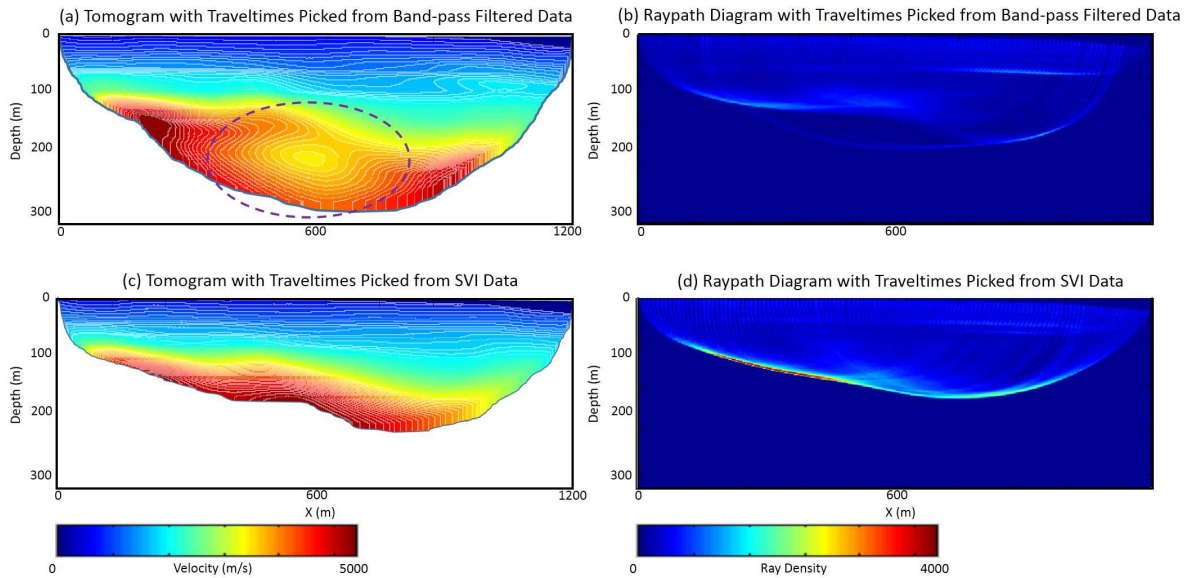 (a) Tomogram with Traveltimes Picked from Band-pass Filtered Data
0
100
200
300
Depth (m)
0
600
1200
(b) Raypath Diagram with Traveltimes Picked from Band-pass Filtered Data
0
100
200
300
Depth (m)
0
600
(c) Tomogram with Traveltimes Picked from SVI Data
0
100
200
300
Depth (m)
0
600
1200
X (m)
(d) Raypath Diagram with Traveltimes Picked from SVI Data
0
100
200
300
Depth (m)
0
600
X (m)
0
Velocity (m/s)
5000
0
Ray Density
4000